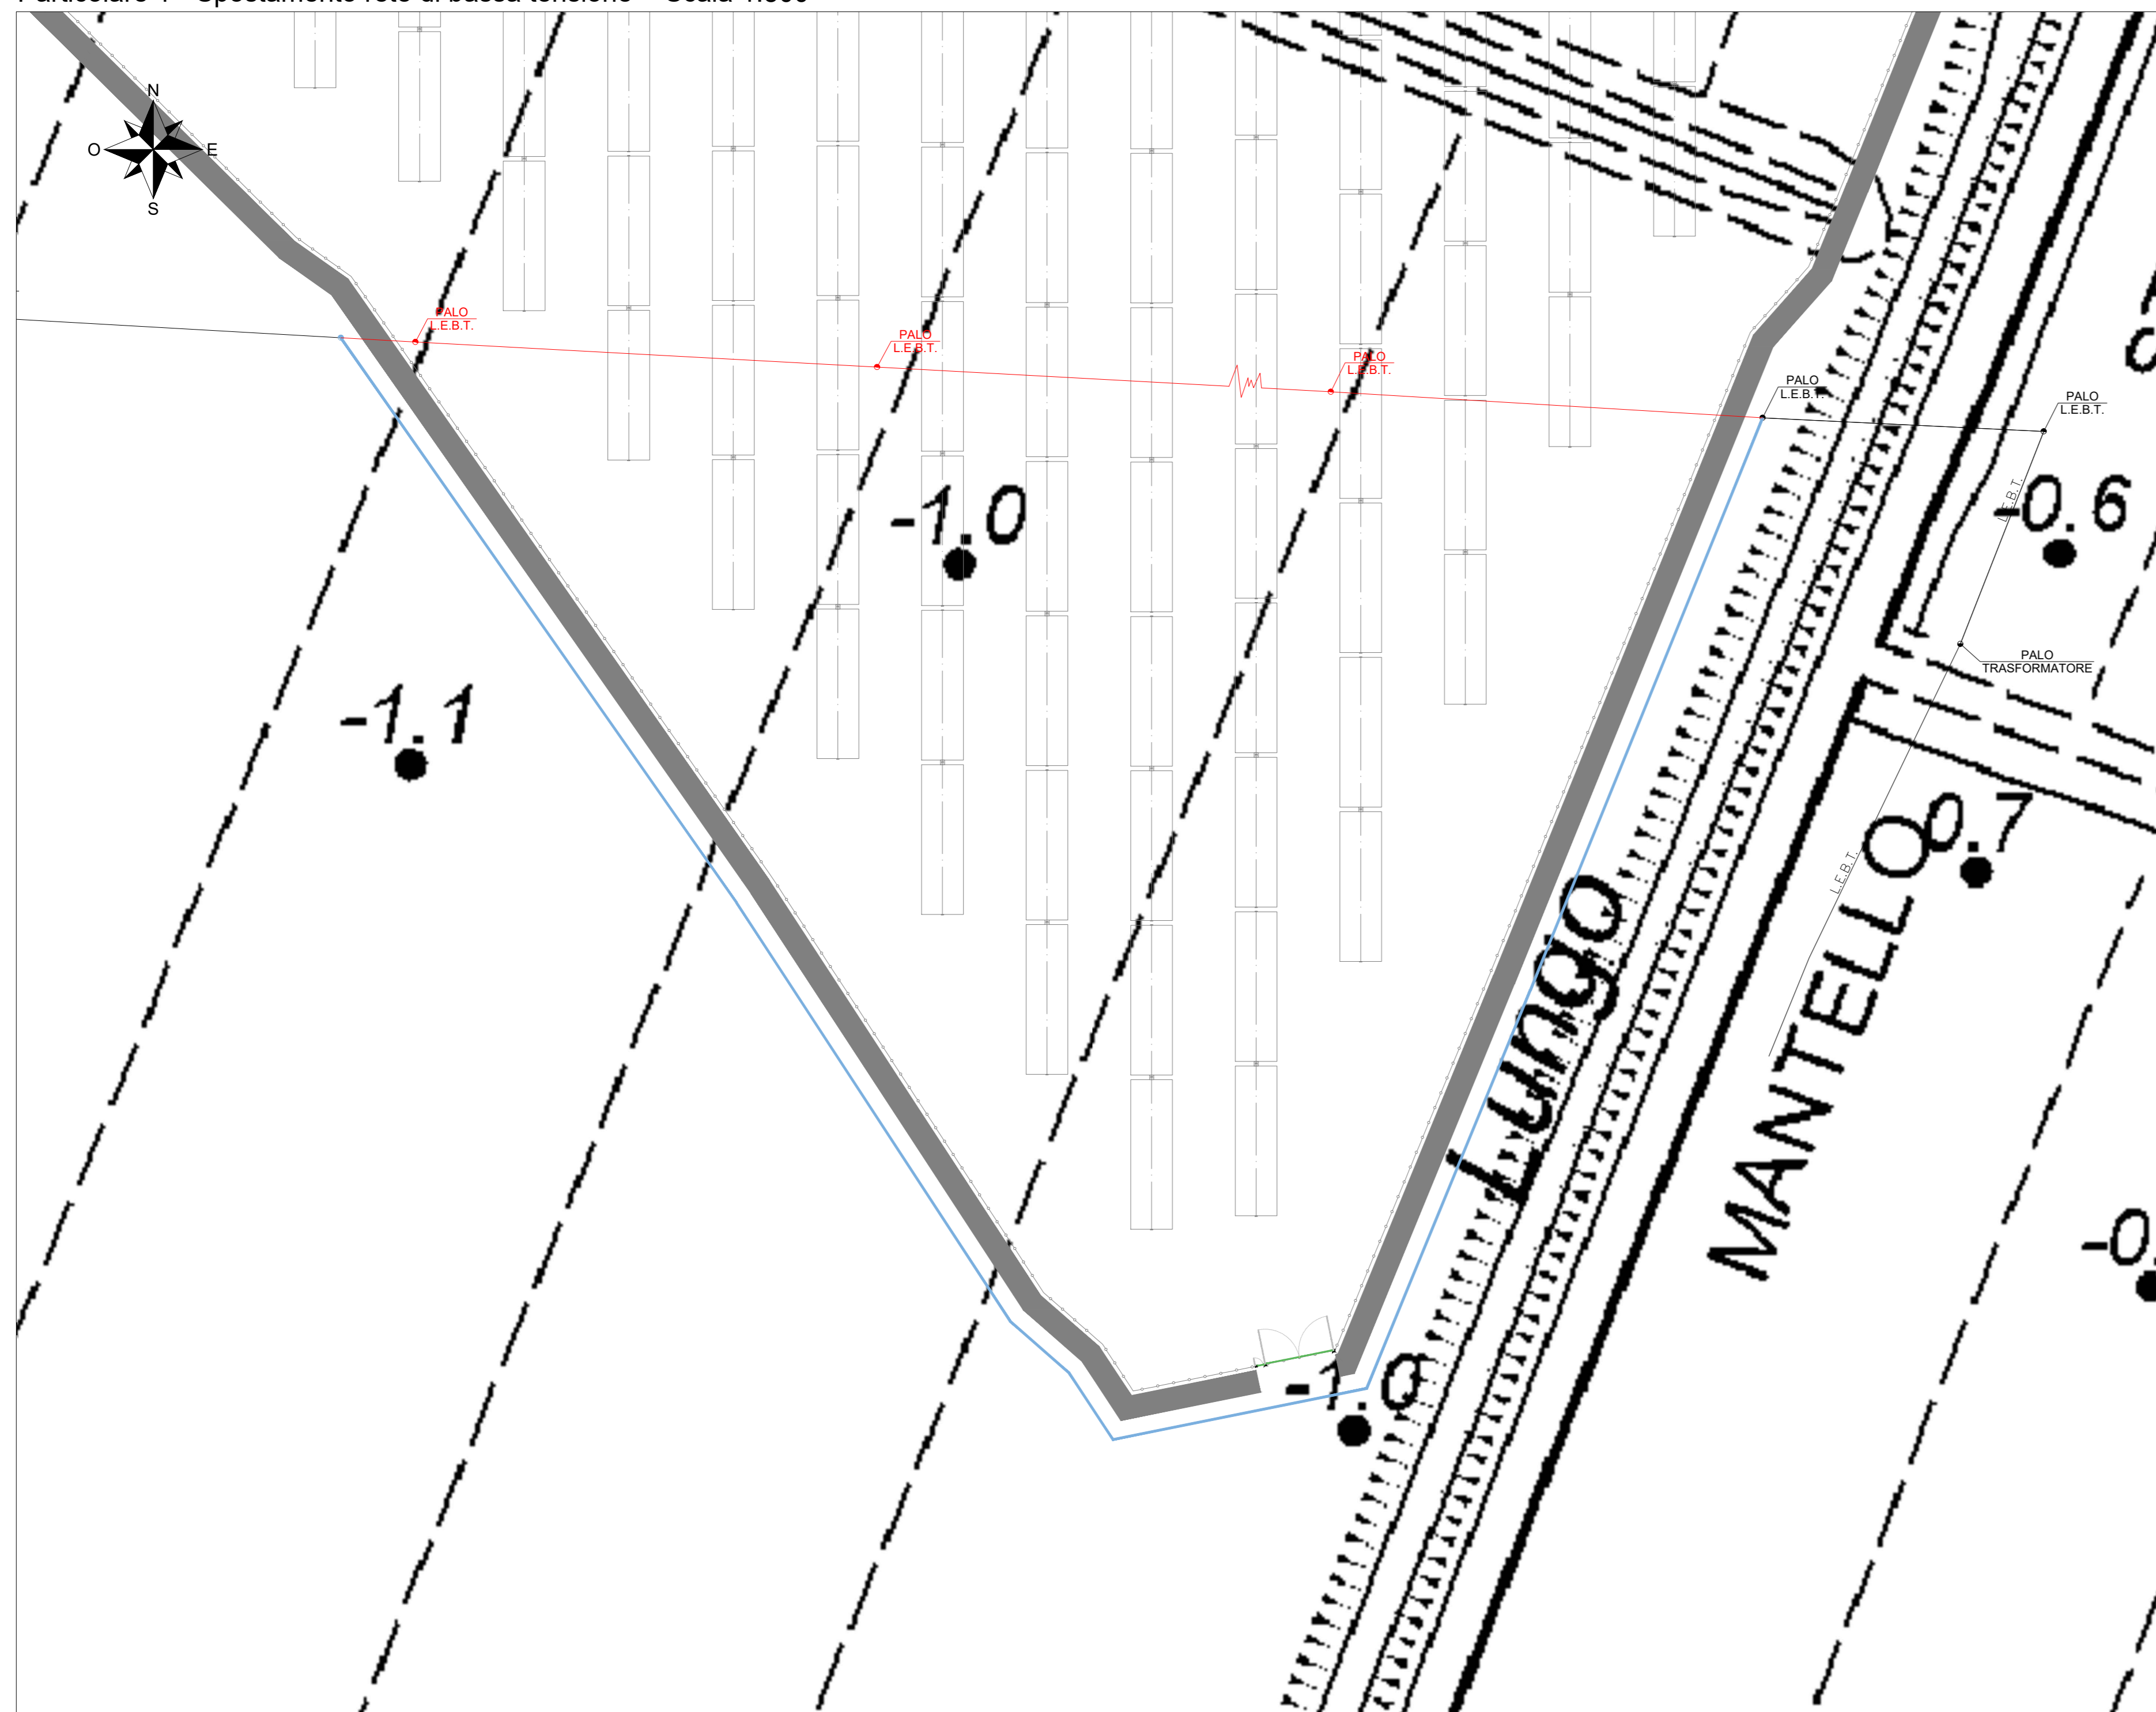 N
O E
S
PALO
L.E.B.T.
PALO
L.E.B.T.
PALO
L.E.B.T.
PALO
L.E.B.T.
PALO
L.E.B.T.
L.E.B.T.
-1.0
-0.6
-1.1
PALO
TRASFORMATORE
0.7
L.E.B.T.
Lungo
MANTELLO